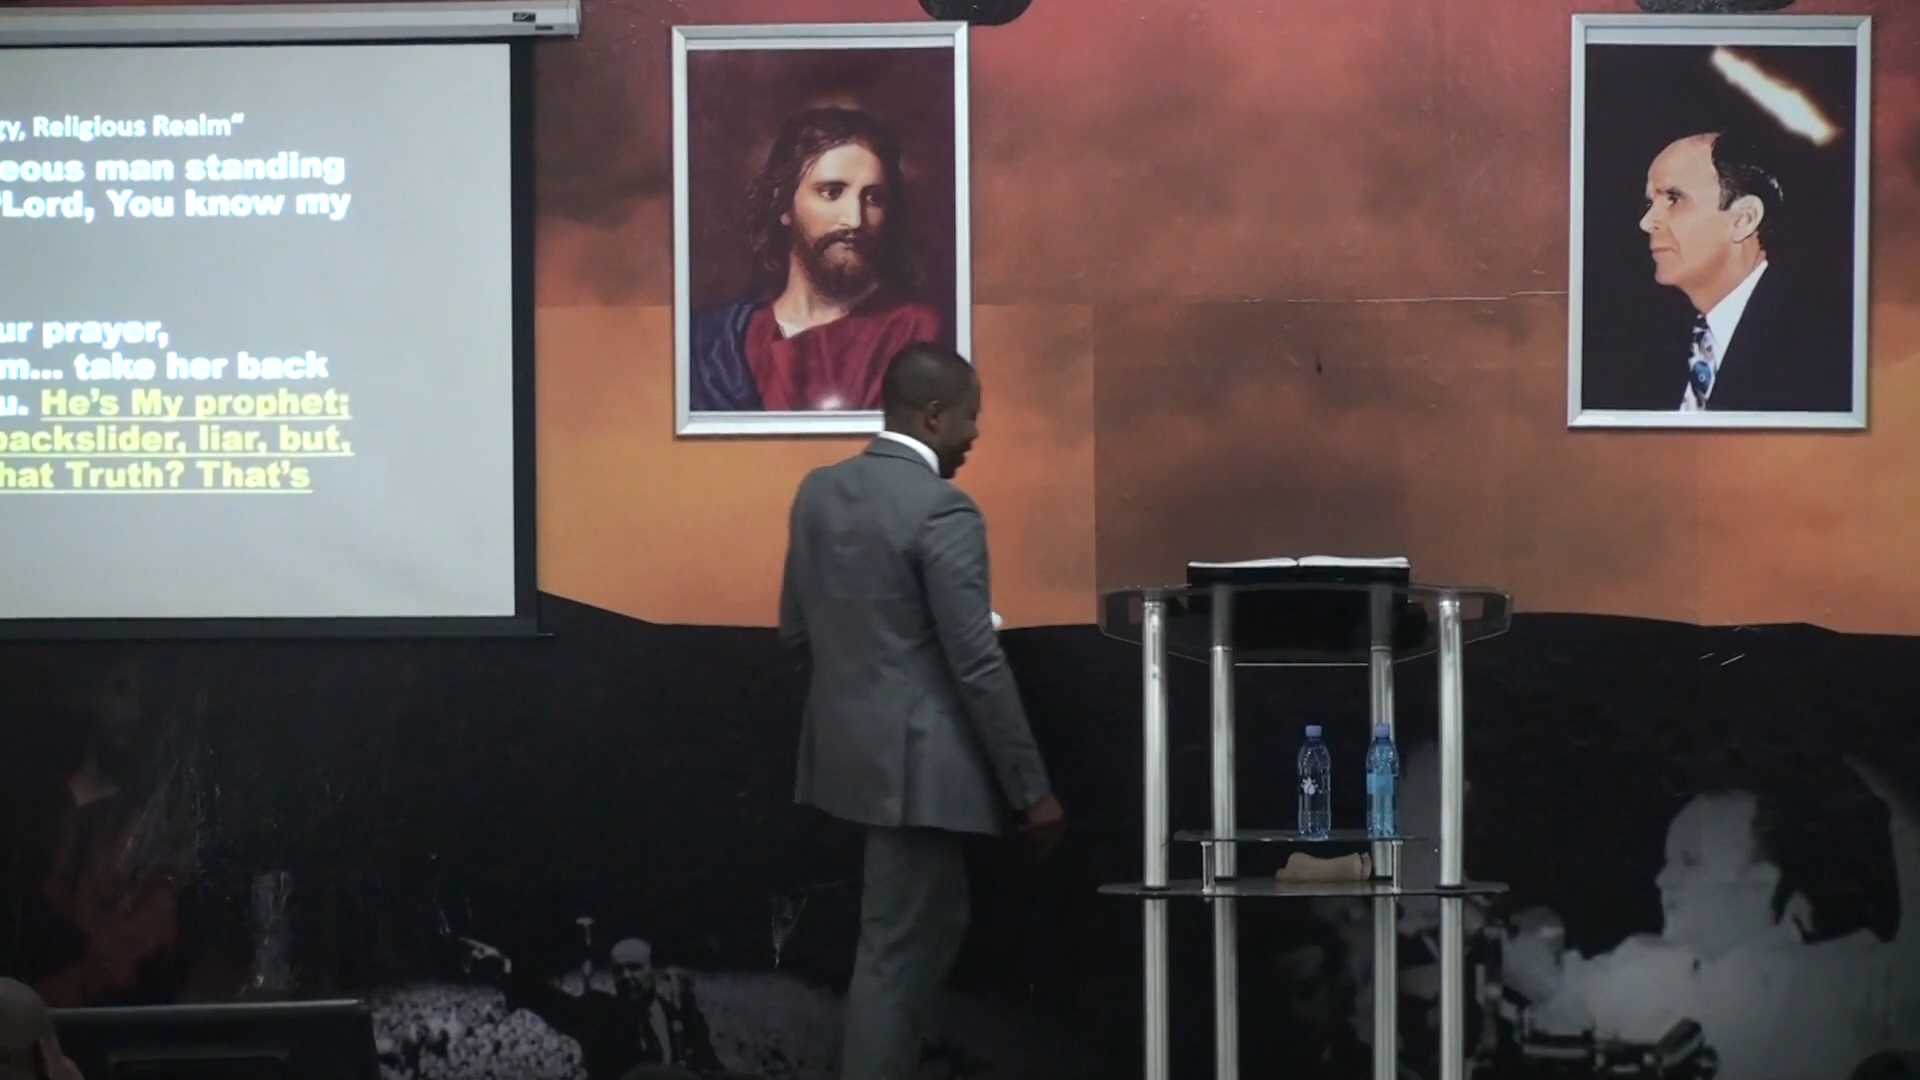 gy, Religious Realm“
eous man standing
“Lord, You know my
ur prayer,
m... take her back
u. He’s My prophet;
backslider, liar, but,
hat Truth? That’s